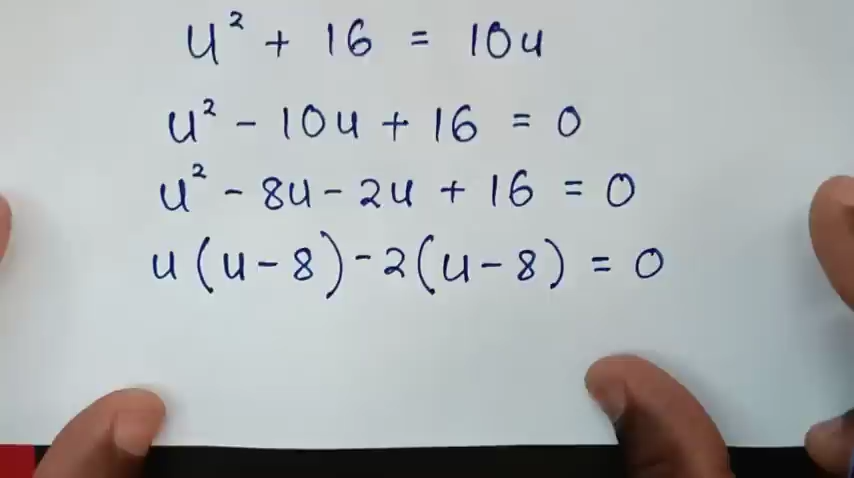 u² + 16 = 10u
u² - 10u + 16 = 0
u² - 8u - 2u + 16 = 0
u(u - 8) - 2(u - 8) = 0